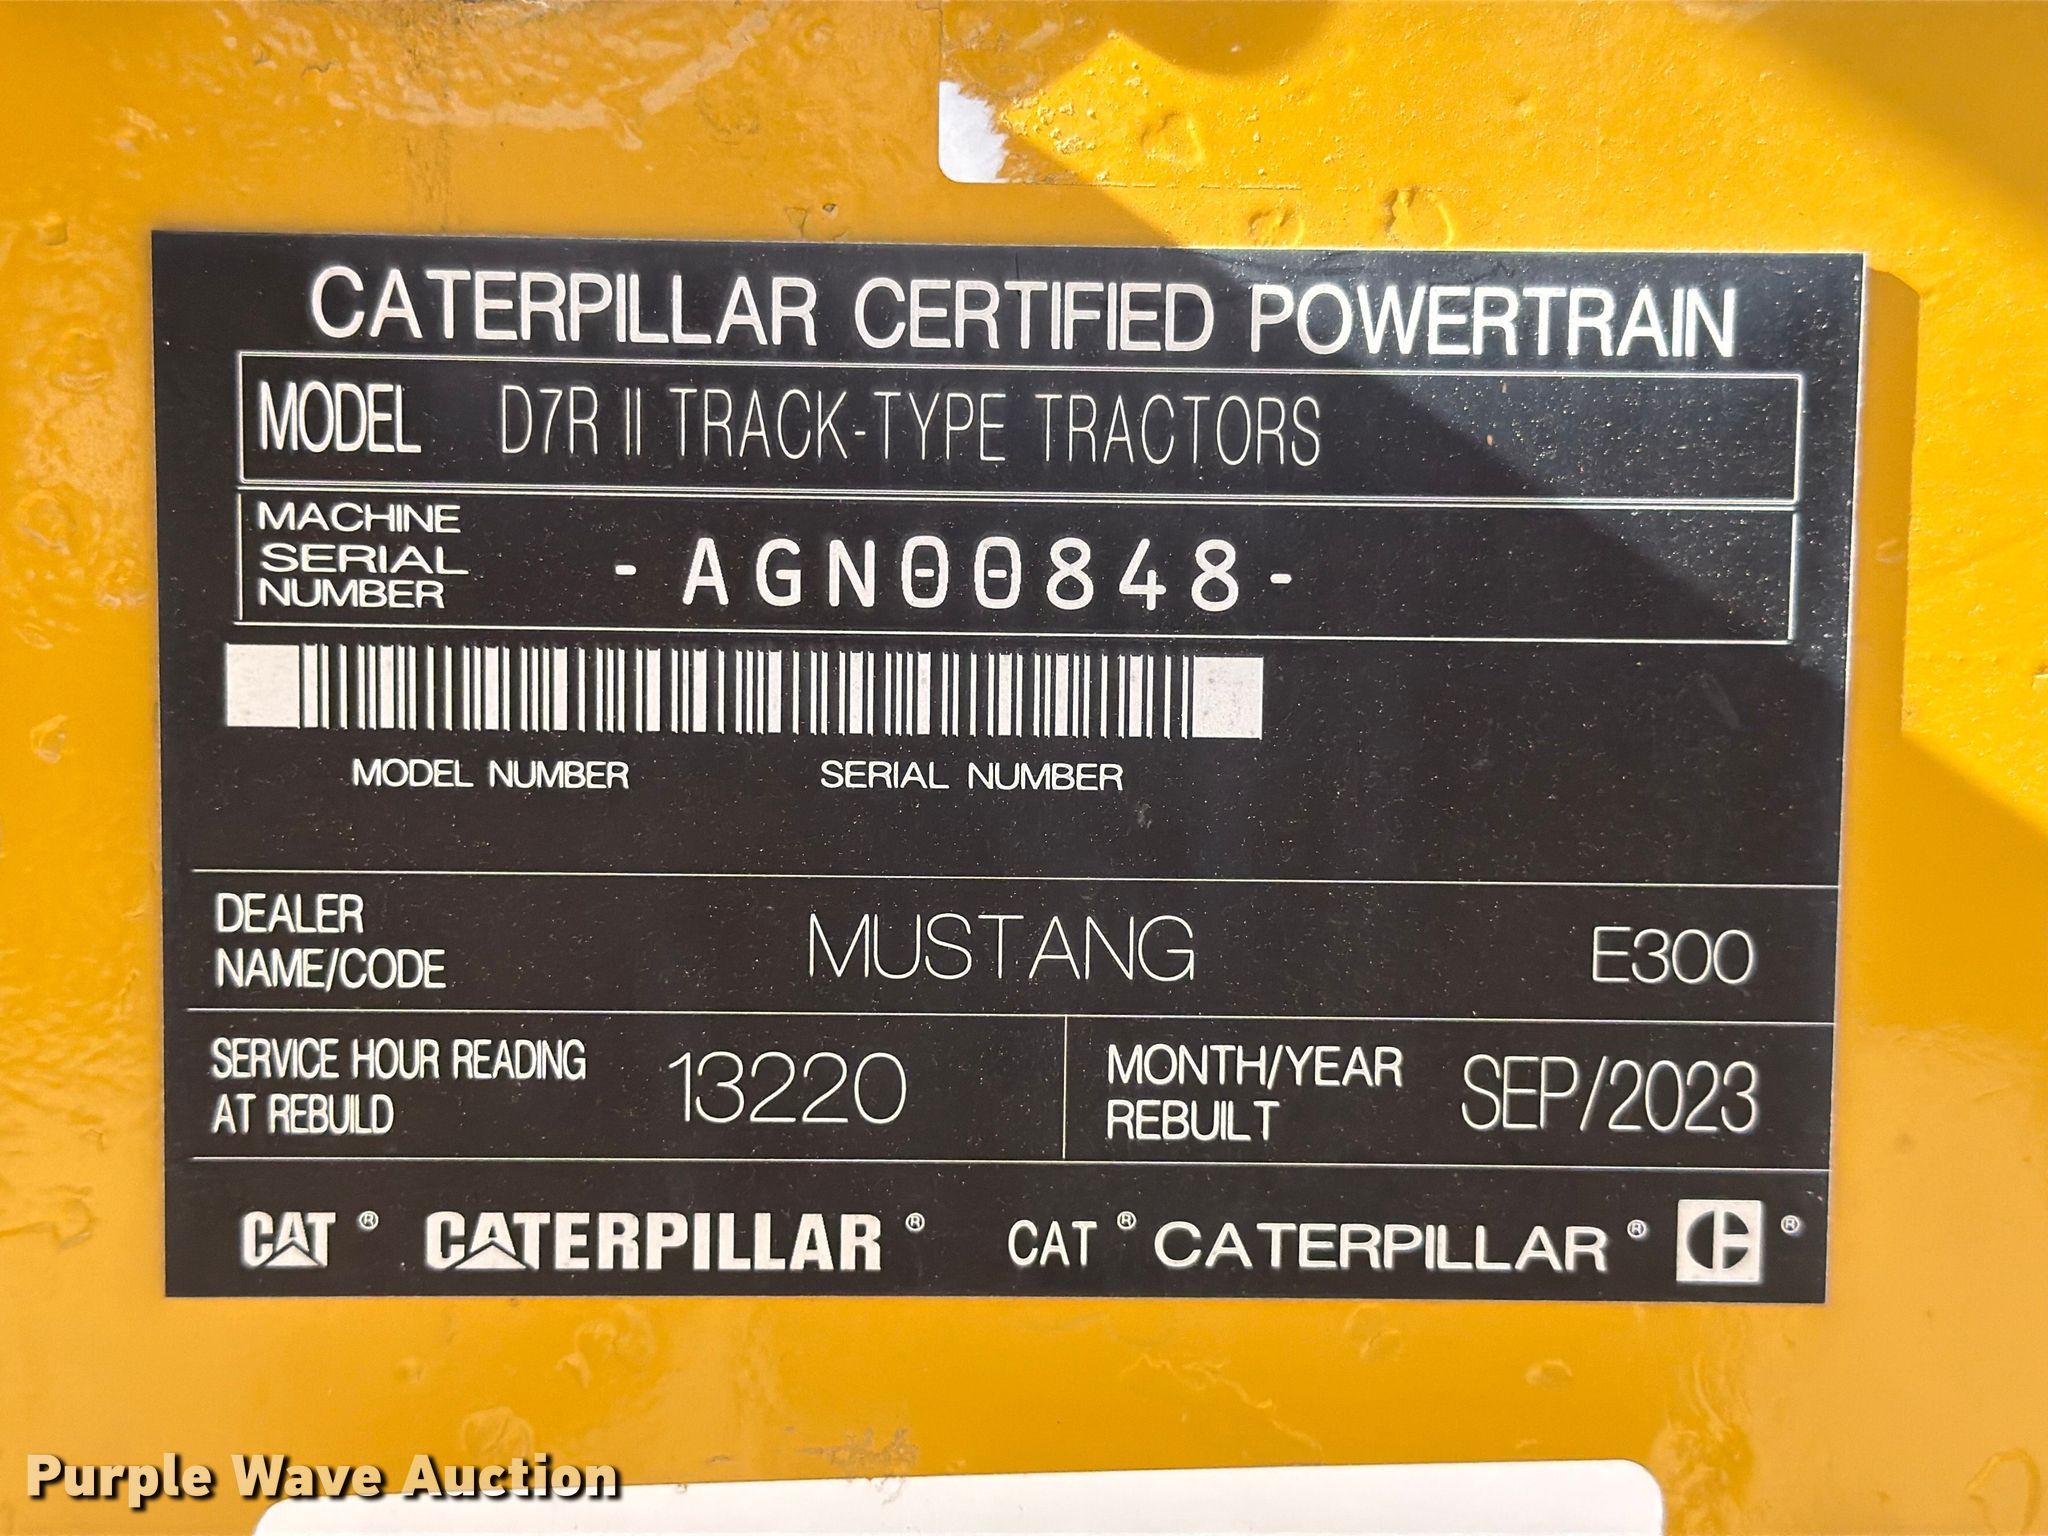 CATERPILLAR CERTIFIED POWERTRAIN
MODEL D7R II TRACK-TYPE TRACTORS
MACHINE
SERIAL
NUMBER
-AGN00848-
MODEL NUMBER SERIAL NUMBER
DEALER
NAME/CODE
MUSTANG E300
SERVICE HOUR READING
AT REBUILD
13220
MONTH/YEAR
REBUILT
SEP/2023
CAT ® CATERPILLAR ® CAT ® CATERPILLAR ® C ®
Purple Wave Auction